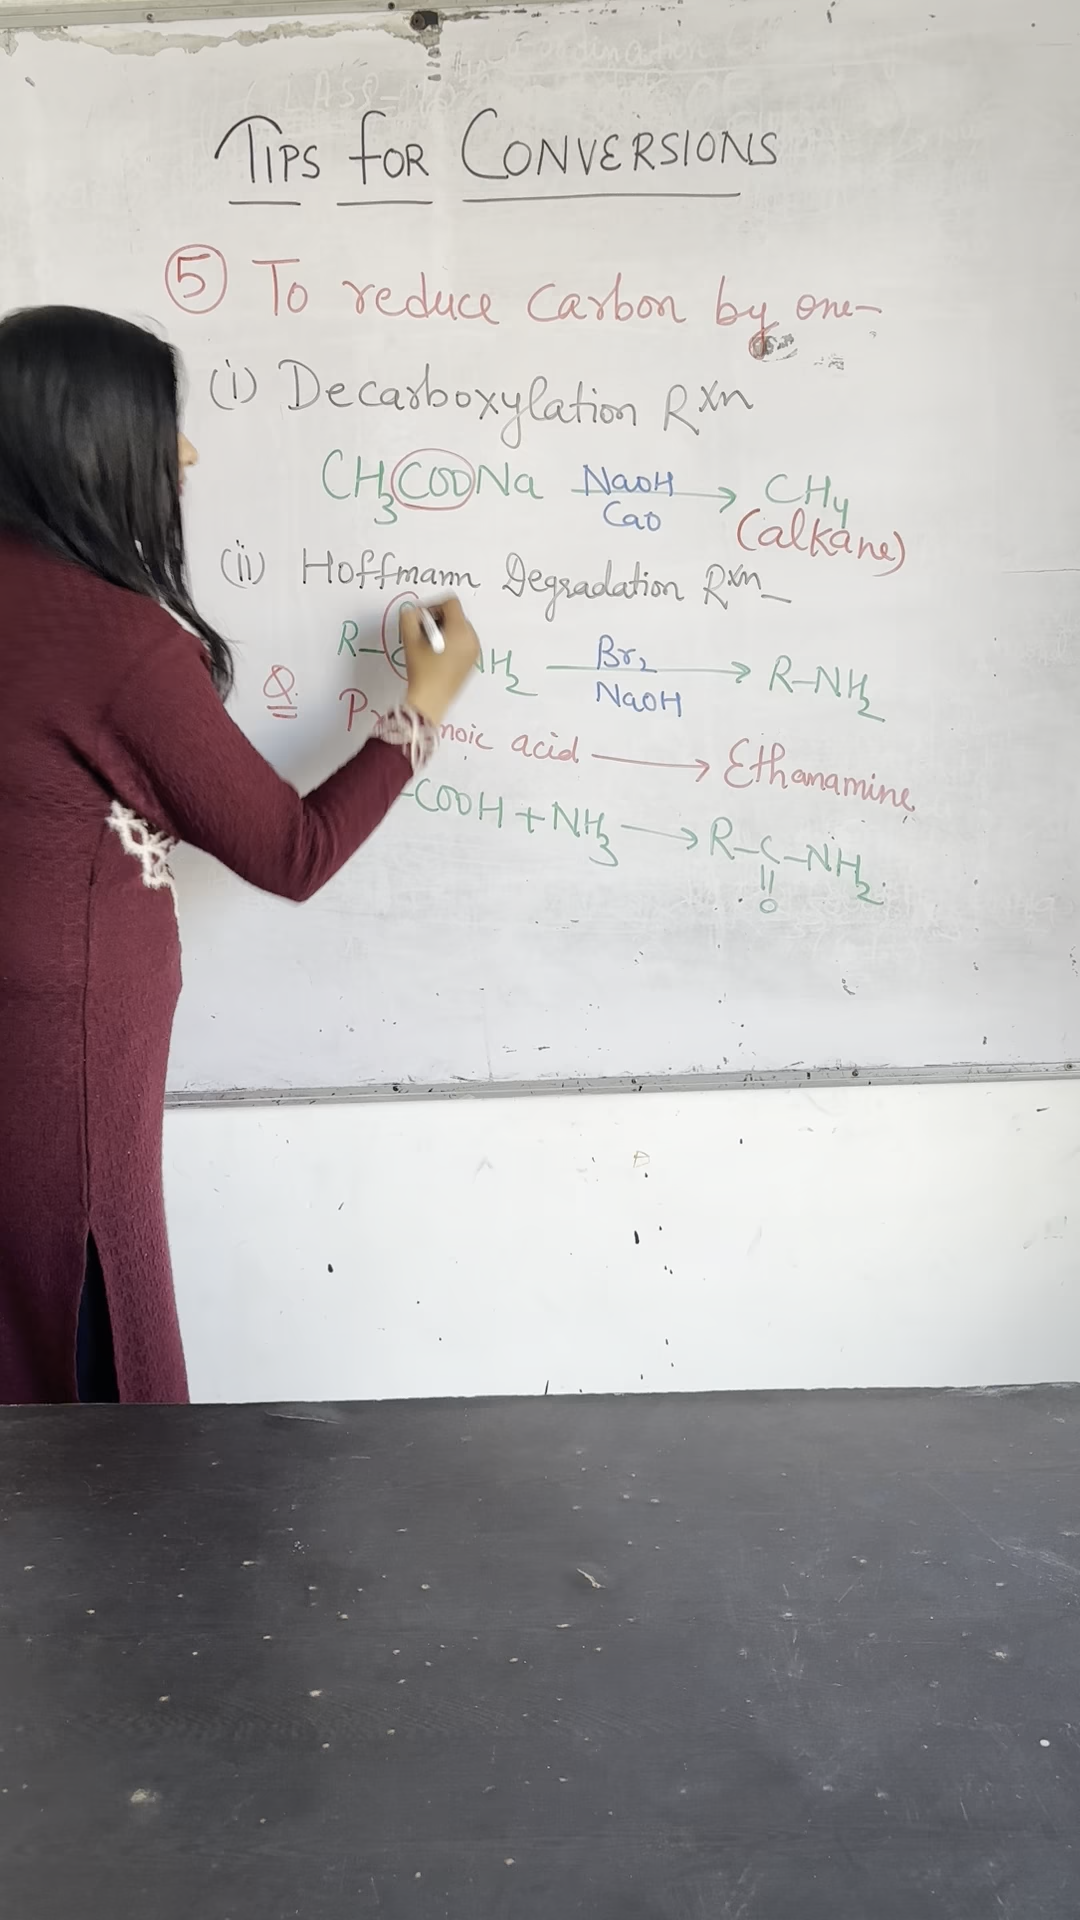 TIPS FOR CONVERSIONS
⑤ To reduce carbon by one-
(i) Decarboxylation Rxn
CH3COONa NaOH CaO → CH4
(alkane)
(ii) Hoffmann Degradation Rxn-
R- NH2 Br2 NaOH → R-NH2
Q. acid → Ethanamine
-COOH + NH3 → R-C-NH2
||
O